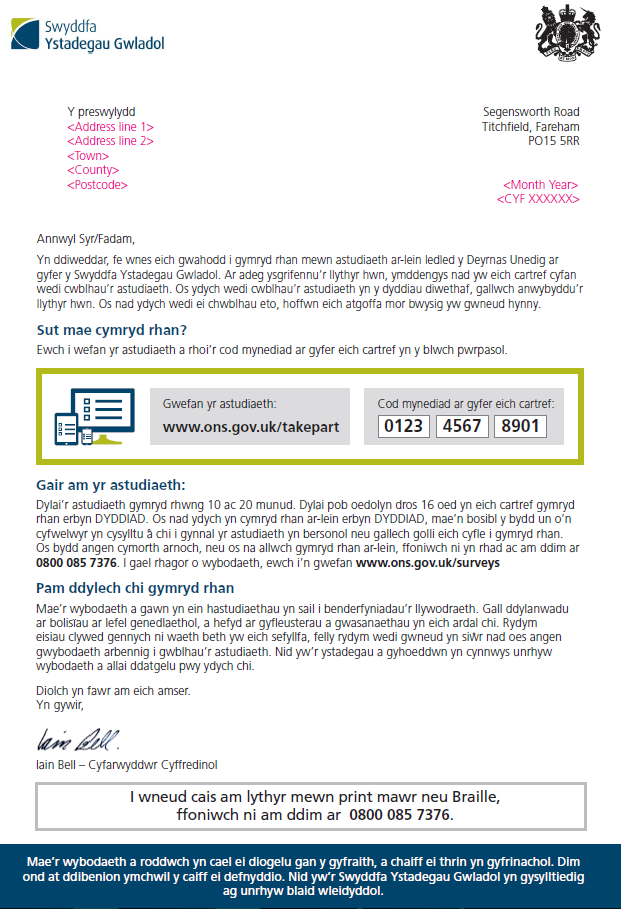 Swyddfa
Ystadegau Gwladol
Y preswylydd
<Address line 1>
<Address line 2>
<Town>
<County>
<Postcode>
Segensworth Road
Titchfield, Fareham
PO15 5RR
<Month Year>
<CYF XXXXXX>
Annwyl Syr/Fadam,
Yn ddiweddar, fe wnes eich gwahodd i gymryd rhan mewn astudiaeth ar-lein ledled y Deyrnas Unedig ar
gyfer y Swyddfa Ystadegau Gwladol. Ar adeg ysgrifennu'r llythyr hwn, ymddengys nad yw eich cartref cyfan
wedi cwblhau'r astudiaeth. Os ydych wedi cwblhau'r astudiaeth yn y dyddiau diwethaf, gallwch anwybyddu'r
llythyr hwn. Os nad ydych wedi ei chwblhau eto, hoffwn eich atgoffa mor bwysig yw gwneud hynny.
Sut mae cymryd rhan?
Ewch i wefan yr astudiaeth a rhoi'r cod mynediad ar gyfer eich cartref yn y blwch pwrpasol.
Gwefan yr astudiaeth:
www.ons.gov.uk/takepart
Cod mynediad ar gyfer eich cartref:
0123 4567 8901
Gair am yr astudiaeth:
Dylai'r astudiaeth gymryd rhwng 10 ac 20 munud. Dylai pob oedolyn dros 16 oed yn eich cartref gymryd
rhan erbyn DYDDIAD. Os nad ydych yn cymryd rhan ar-lein erbyn DYDDIAD, mae'n bosibl y bydd un o'n
cyfwelwyr yn cysylltu â chi i gynnal yr astudiaeth yn bersonol neu gallech golli eich cyfle i gymryd rhan.
Os bydd angen cymorth arnoch, neu os na allwch gymryd rhan ar-lein, ffoniwch ni yn rhad ac am ddim ar
0800 085 7376. I gael rhagor o wybodaeth, ewch i'n gwefan www.ons.gov.uk/surveys
Pam ddylech chi gymryd rhan
Mae'r wybodaeth a gawn yn ein hastudiaethau yn sail i benderfyniadau'r llywodraeth. Gall ddylanwadu
ar bolisïau ar lefel genedlaethol, a hefyd ar gyfleusterau a gwasanaethau yn eich ardal chi. Rydym
eisiau clywed gennych ni waeth beth yw eich sefyllfa, felly rydym wedi gwneud yn siŵr nad oes angen
gwybodaeth arbennig i gwblhau'r astudiaeth. Nid yw'r ystadegau a gyhoeddwn yn cynnwys unrhyw
wybodaeth a allai ddatgelu pwy ydych chi.
Diolch yn fawr am eich amser.
Yn gywir,
Iain Bell.
Iain Bell – Cyfarwyddwr Cyffredinol
I wneud cais am lythyr mewn print mawr neu Braille,
ffoniwch ni am ddim ar 0800 085 7376.
Mae'r wybodaeth a roddwch yn cael ei diogelu gan y gyfraith, a chaiff ei thrin yn gyfrinachol. Dim
ond at ddibenion ymchwil y caiff ei defnyddio. Nid yw'r Swyddfa Ystadegau Gwladol yn gysylltiedig
ag unrhyw blaid wleidyddol.